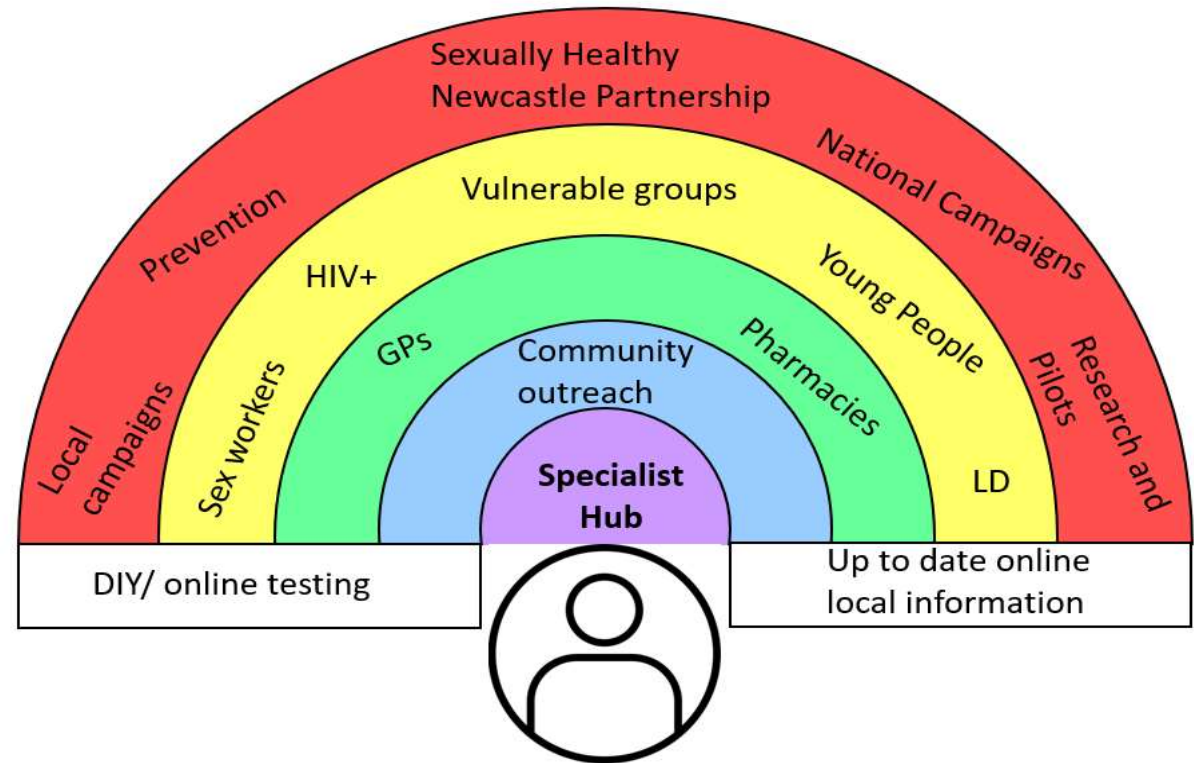 Sexually Healthy
Newcastle Partnership
Prevention
National Campaigns
Local
campaigns
Research and
Pilots
Vulnerable groups
HIV+
Young People
Sex workers
LD
GPs
Pharmacies
Community
outreach
Specialist
Hub
DIY/ online testing
Up to date online
local information